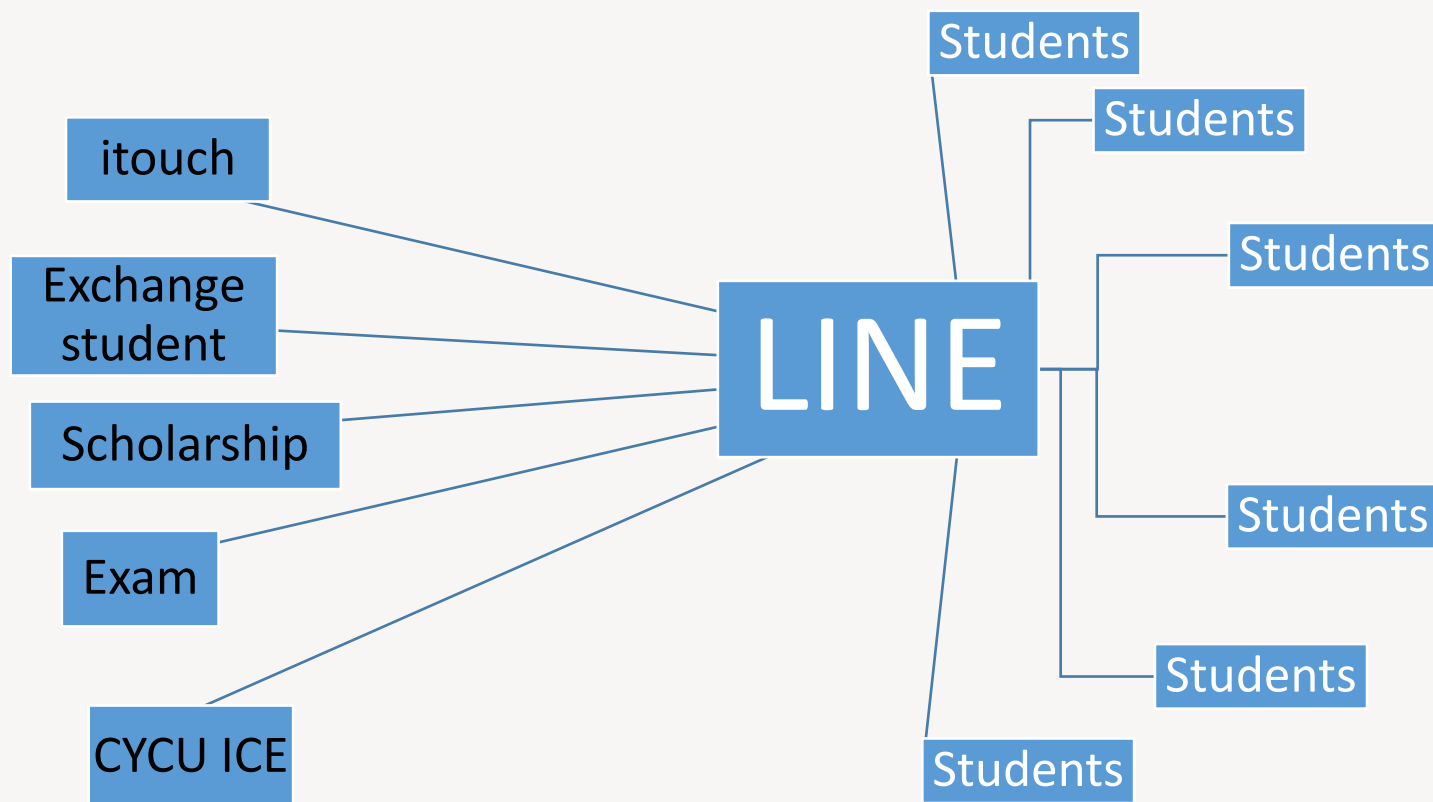 itouch
Exchange
student
Scholarship
Exam
CYCU ICE
LINE
Students
Students
Students
Students
Students
Students